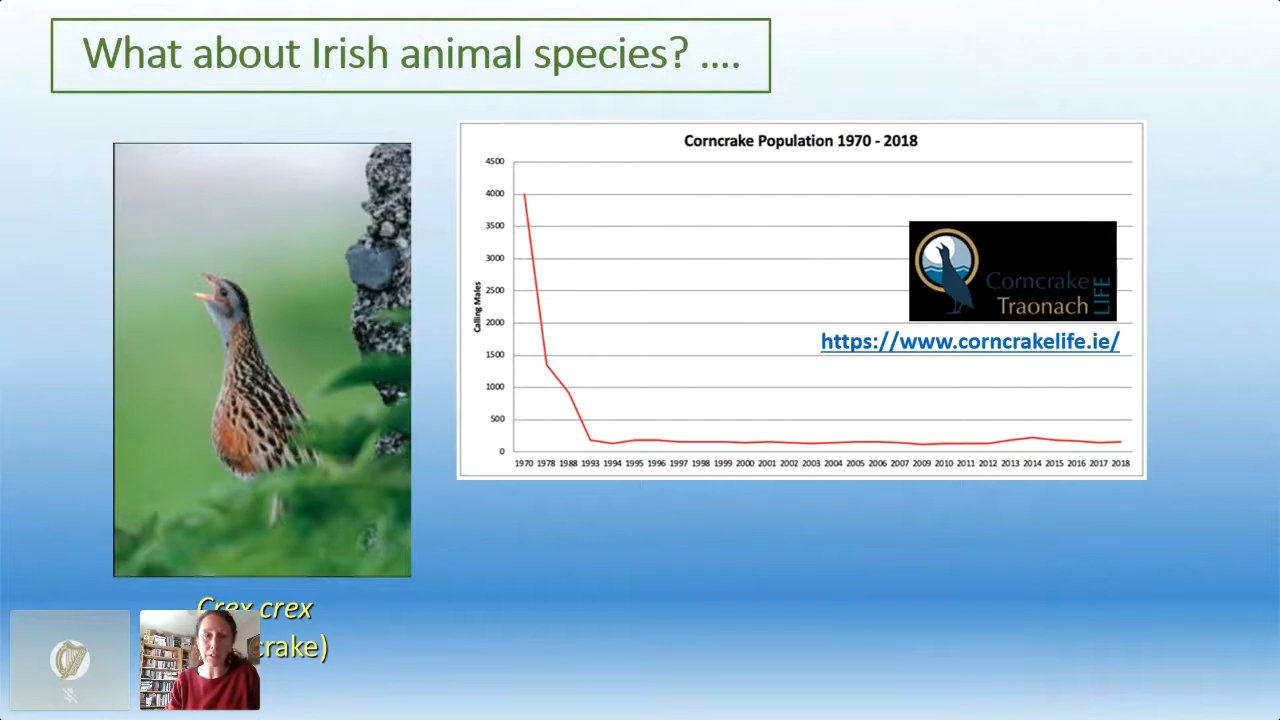 What about Irish animal species? ....
Corncrake Population 1970 - 2018
4500
4000
3500
3000
2500
2000
1500
1000
500
0
Calling Males
1970 1978 1988 1993 1994 1995 1996 1997 1998 1999 2000 2001 2002 2003 2004 2005 2006 2007 2009 2010 2011 2012 2013 2014 2015 2016 2017 2018
Corncrake
Traonach
LIFE
https://www.corncrakelife.ie/
Crex crex
crake)